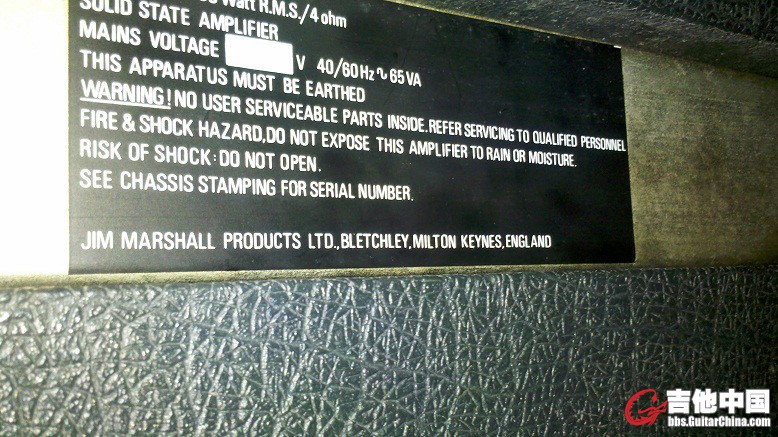 Watt R.M.S./4 ohm
SOLID STATE AMPLIFIER
MAINS VOLTAGE V 40/60Hz ~ 65 VA
THIS APPARATUS MUST BE EARTHED
WARNING! NO USER SERVICEABLE PARTS INSIDE. REFER SERVICING TO QUALIFIED PERSONNEL
FIRE & SHOCK HAZARD, DO NOT EXPOSE THIS AMPLIFIER TO RAIN OR MOISTURE.
RISK OF SHOCK: DO NOT OPEN.
SEE CHASSIS STAMPING FOR SERIAL NUMBER.
JIM MARSHALL PRODUCTS LTD., BLETCHLEY, MILTON KEYNES, ENGLAND
吉他中国
bbs.GuitarChina.com